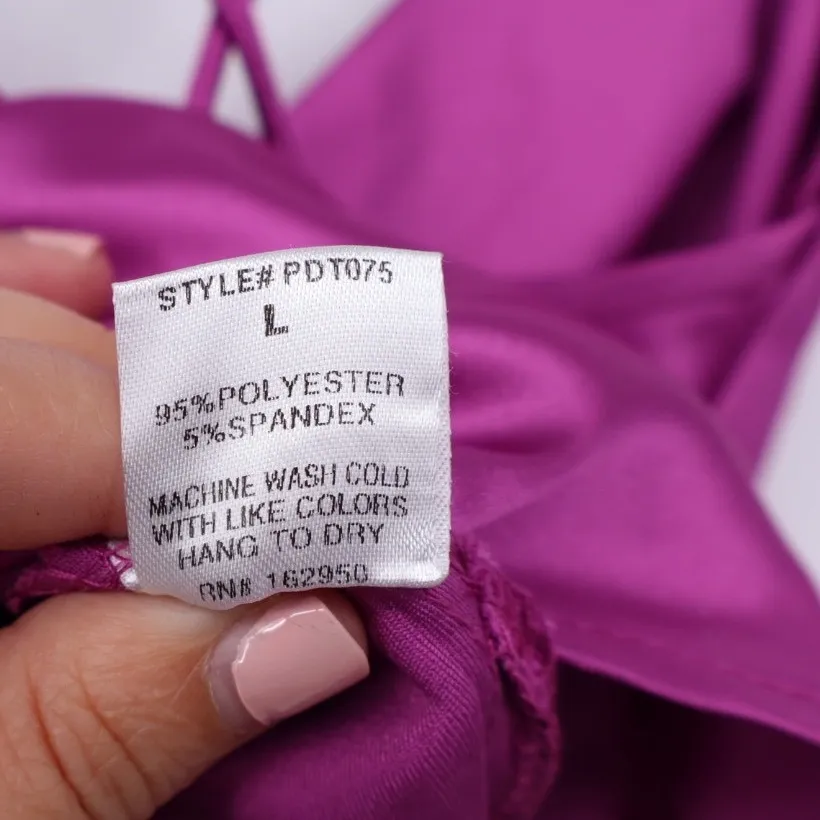 STYLE# PDT075
L
95%POLYESTER
5%SPANDEX
MACHINE WASH COLD
WITH LIKE COLORS
HANG TO DRY
RN# 162950